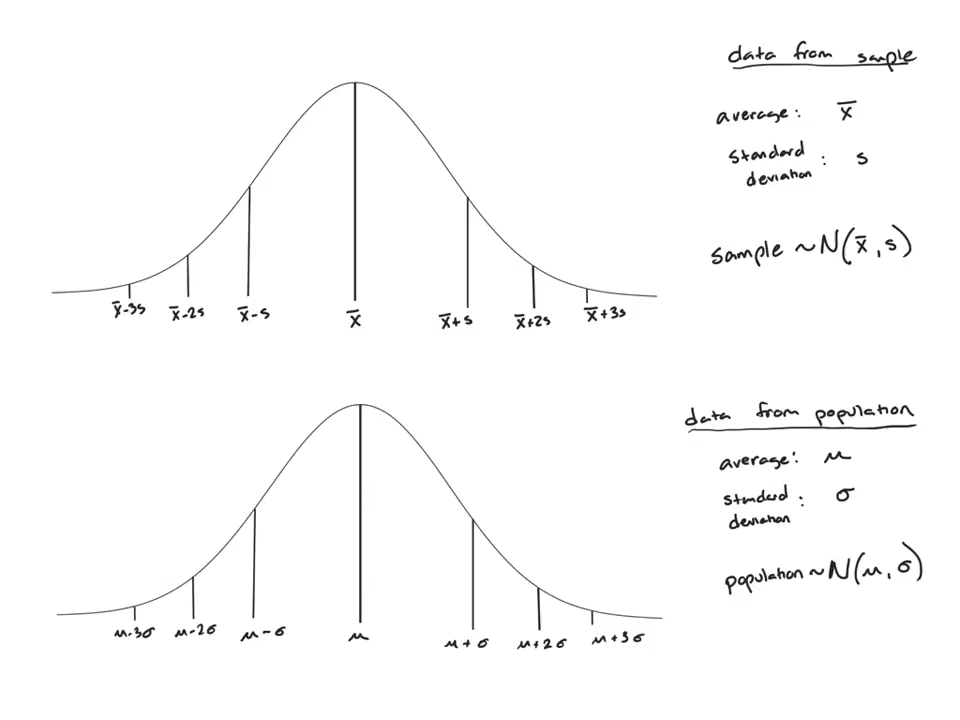 data from sample
average: x̄
standard
deviation : s
sample ~ N(x̄, s)
x̄-3s x̄-2s x̄-s x̄ x̄+s x̄+2s x̄+3s
data from population
average: μ
standard
deviation : σ
population ~ N(μ, σ)
μ-3σ μ-2σ μ-σ μ μ+σ μ+2σ μ+3σ